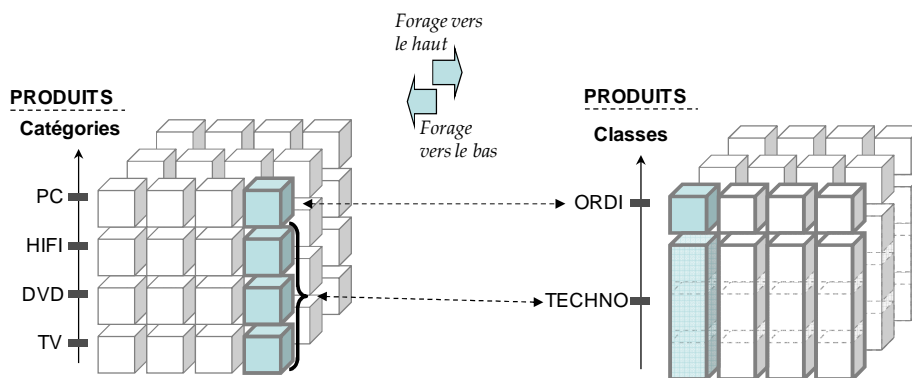 Forage vers
le haut
Forage
vers le bas
PRODUITS
Catégories
PC
HIFI
DVD
TV
PRODUITS
Classes
ORDI
TECHNO